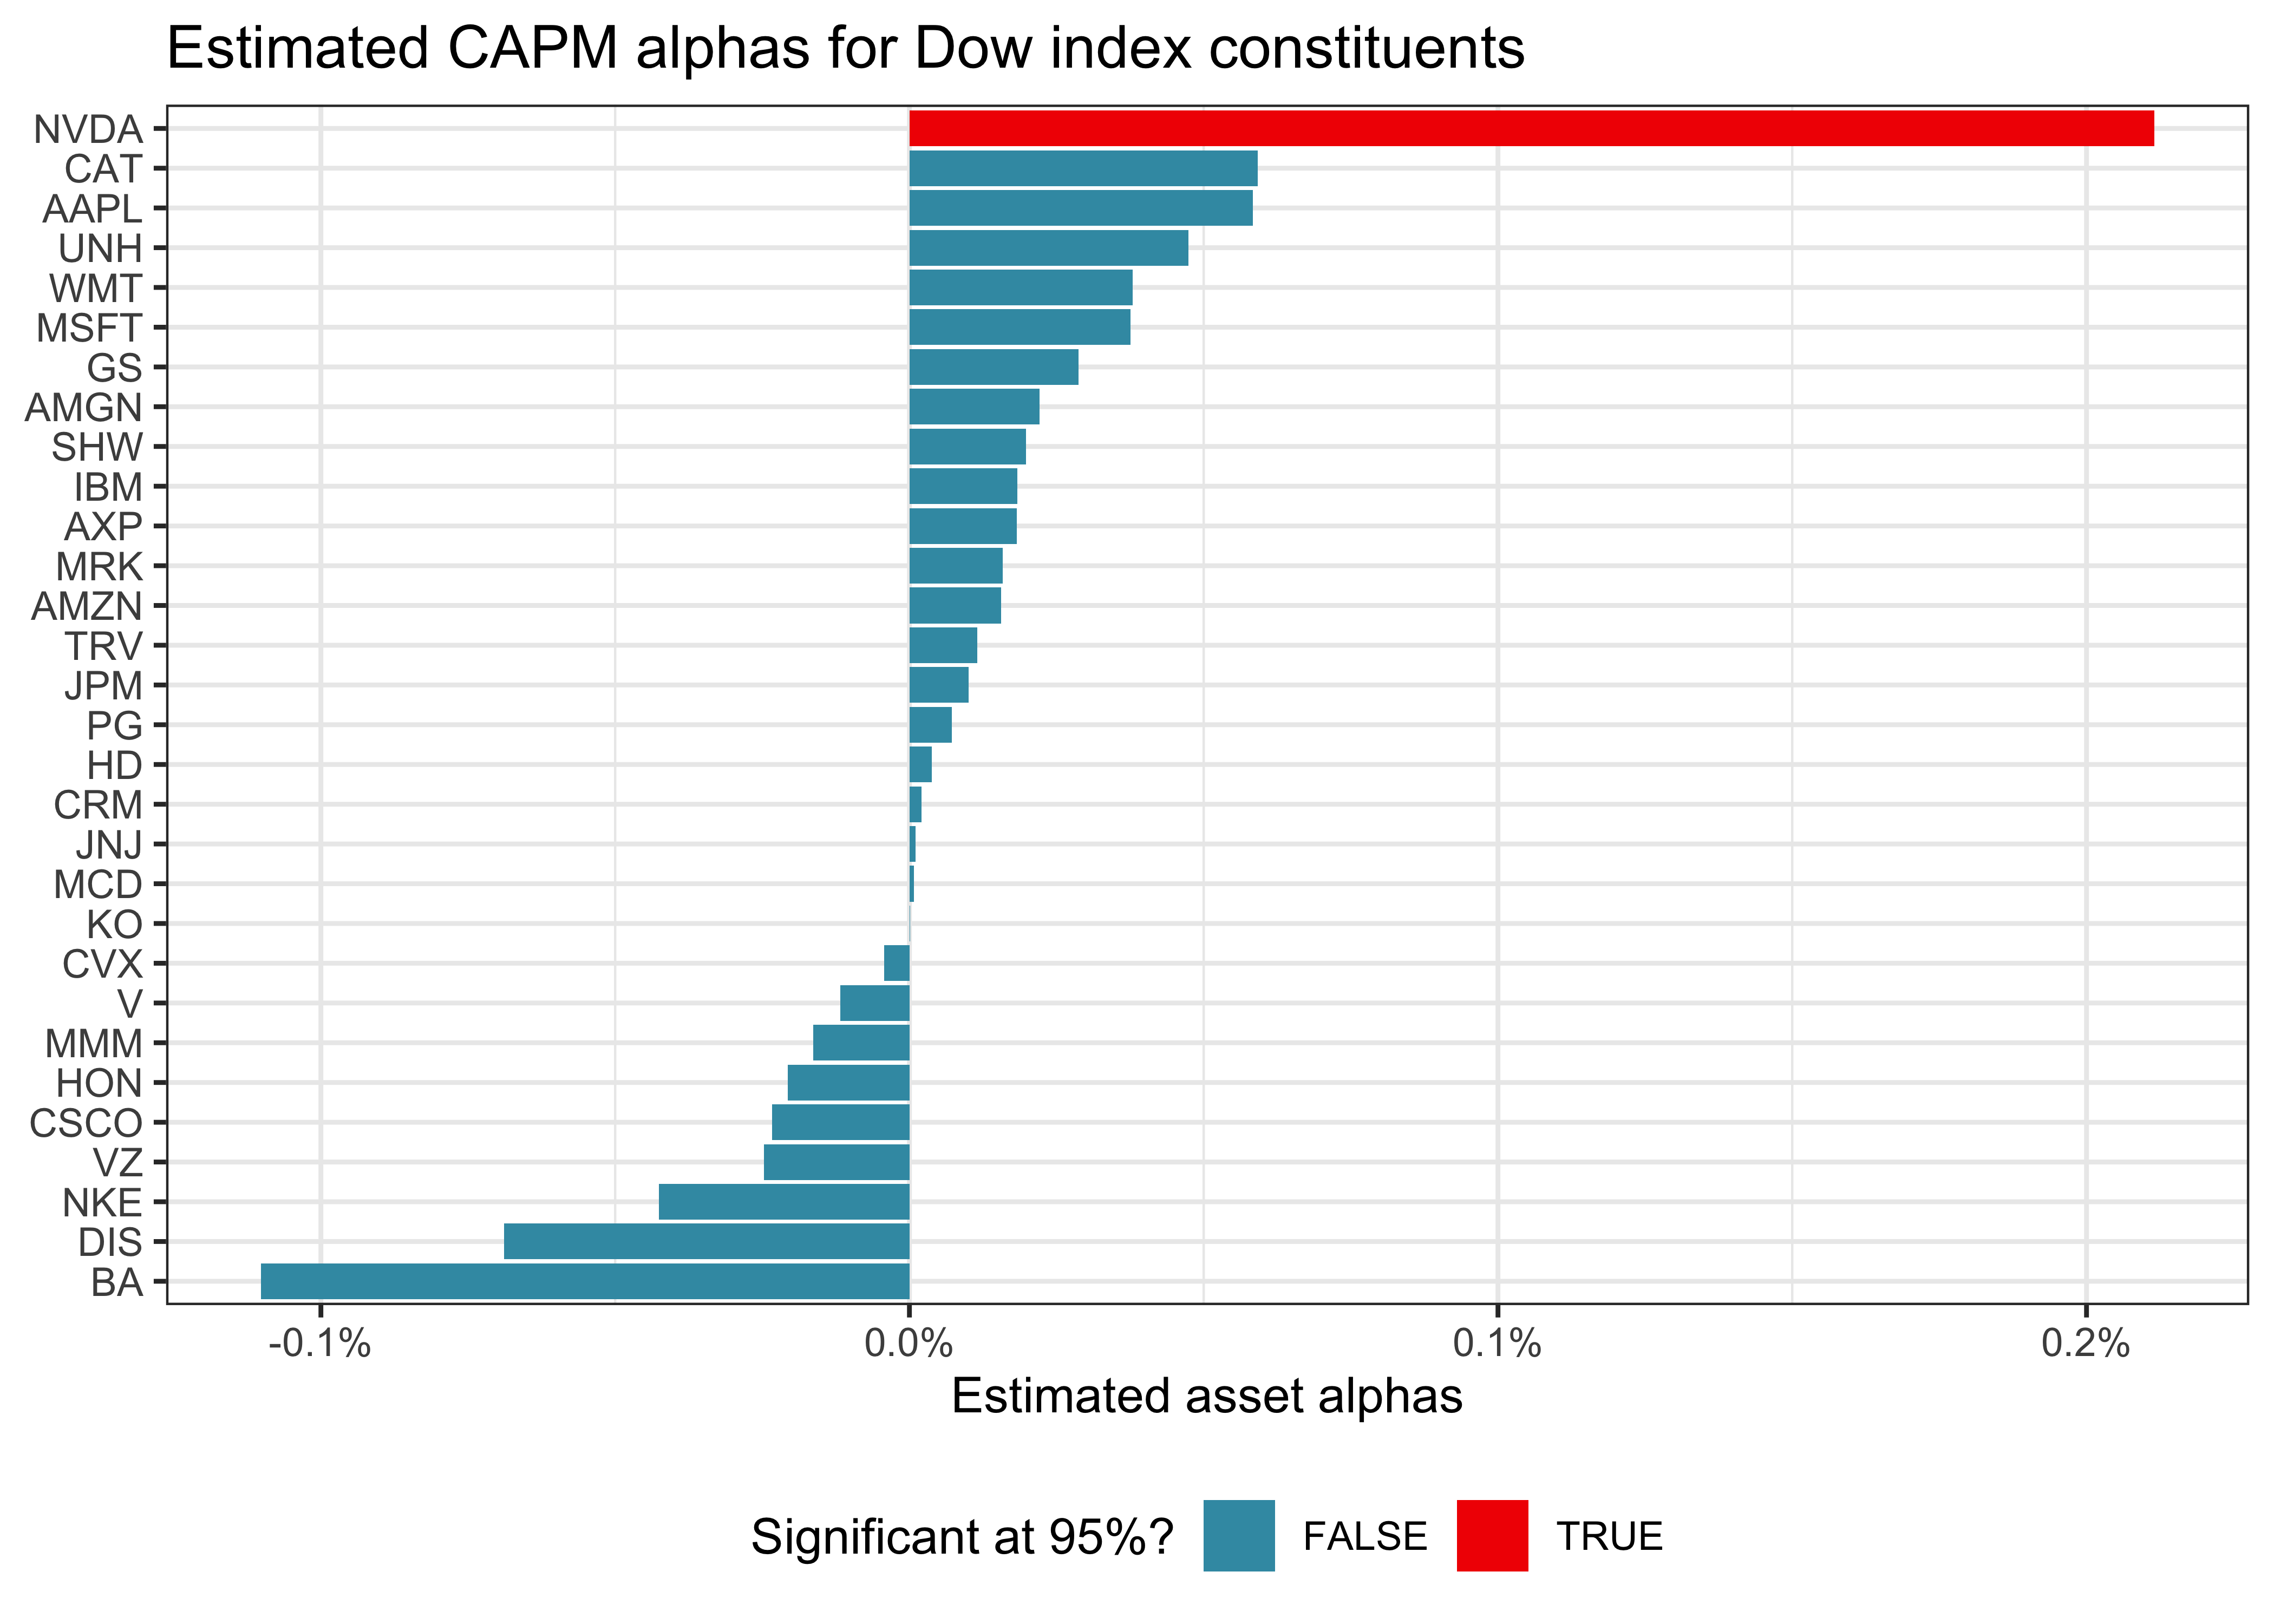 Estimated CAPM alphas for Dow index constituents
NVDA
CAT
AAPL
UNH
WMT
MSFT
GS
AMGN
SHW
IBM
AXP
MRK
AMZN
TRV
JPM
PG
HD
CRM
JNJ
MCD
KO
CVX
V
MMM
HON
CSCO
VZ
NKE
DIS
BA
-0.1% 0.0% 0.1% 0.2%
Estimated asset alphas
Significant at 95%? FALSE TRUE